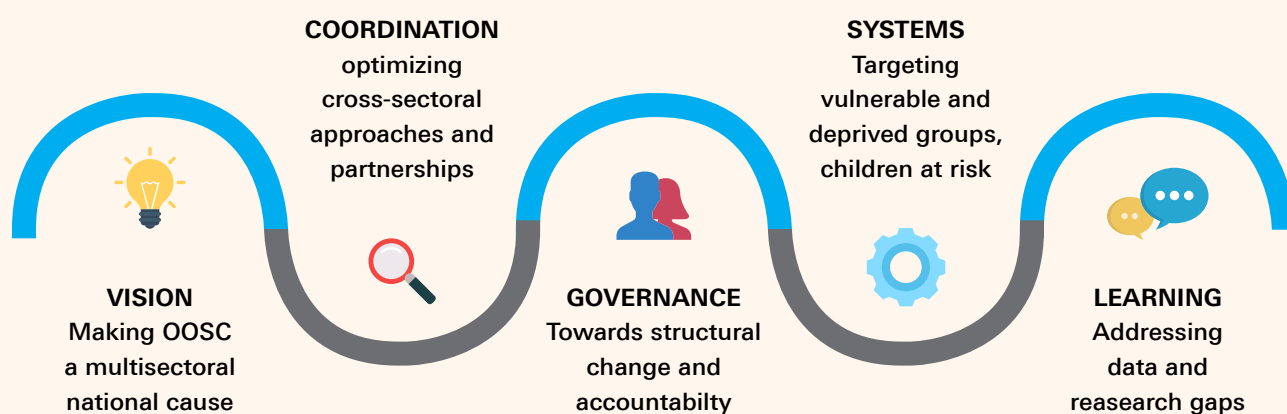 VISION
Making OOSC
a multisectoral
national cause
COORDINATION
optimizing
cross-sectoral
approaches and
partnerships
GOVERNANCE
Towards structural
change and
accountabilty
SYSTEMS
Targeting
vulnerable and
deprived groups,
children at risk
LEARNING
Addressing
data and
reasearch gaps